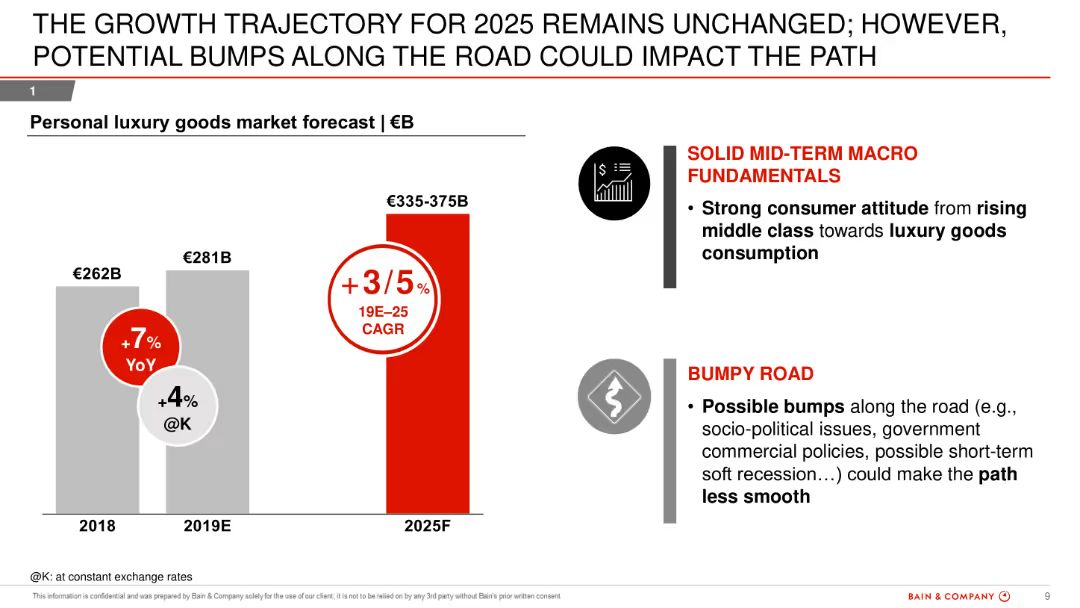 THE GROWTH TRAJECTORY FOR 2025 REMAINS UNCHANGED; HOWEVER,
POTENTIAL BUMPS ALONG THE ROAD COULD IMPACT THE PATH
1
Personal luxury goods market forecast | €B
€262B
€281B
€335-375B
+7%
YoY
+4%
@K
+3/5%
19E–25
CAGR
2018
2019E
2025F
$
SOLID MID-TERM MACRO
FUNDAMENTALS
• Strong consumer attitude from rising
middle class towards luxury goods
consumption
BUMPY ROAD
• Possible bumps along the road (e.g.,
socio-political issues, government
commercial policies, possible short-term
soft recession…) could make the path
less smooth
@K: at constant exchange rates
This information is confidential and was prepared by Bain & Company solely for the use of our client; it is not to be relied on by any 3rd party without Bain's prior written consent
BAIN & COMPANY
9